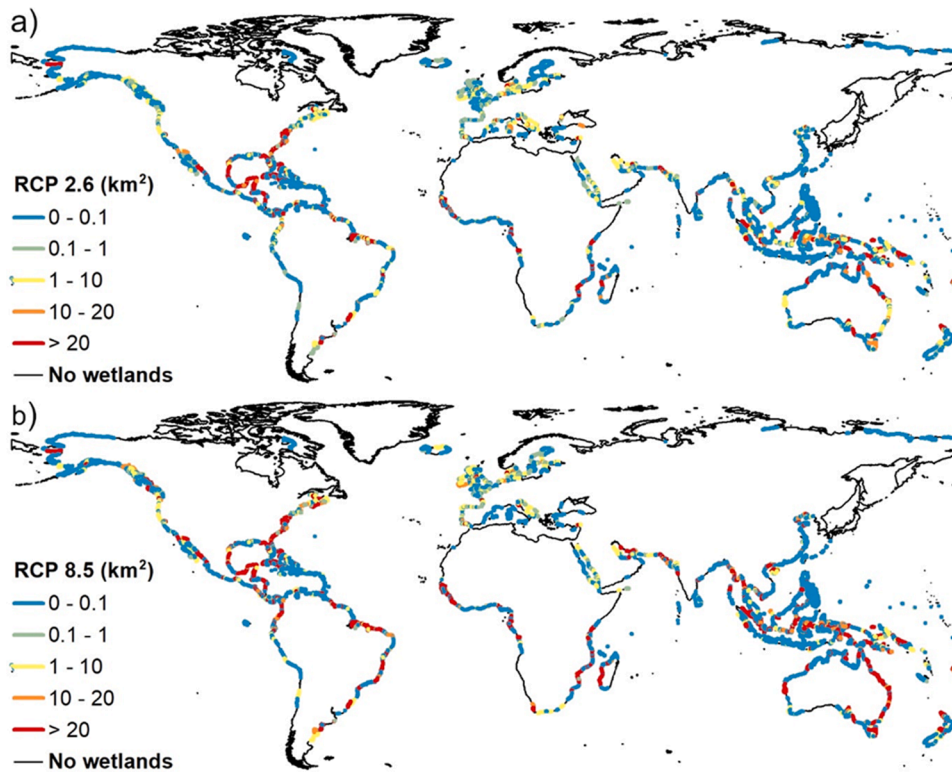 a)
RCP 2.6 (km²)
0 - 0.1
0.1 - 1
1 - 10
10 - 20
> 20
No wetlands
b)
RCP 8.5 (km²)
0 - 0.1
0.1 - 1
1 - 10
10 - 20
> 20
No wetlands